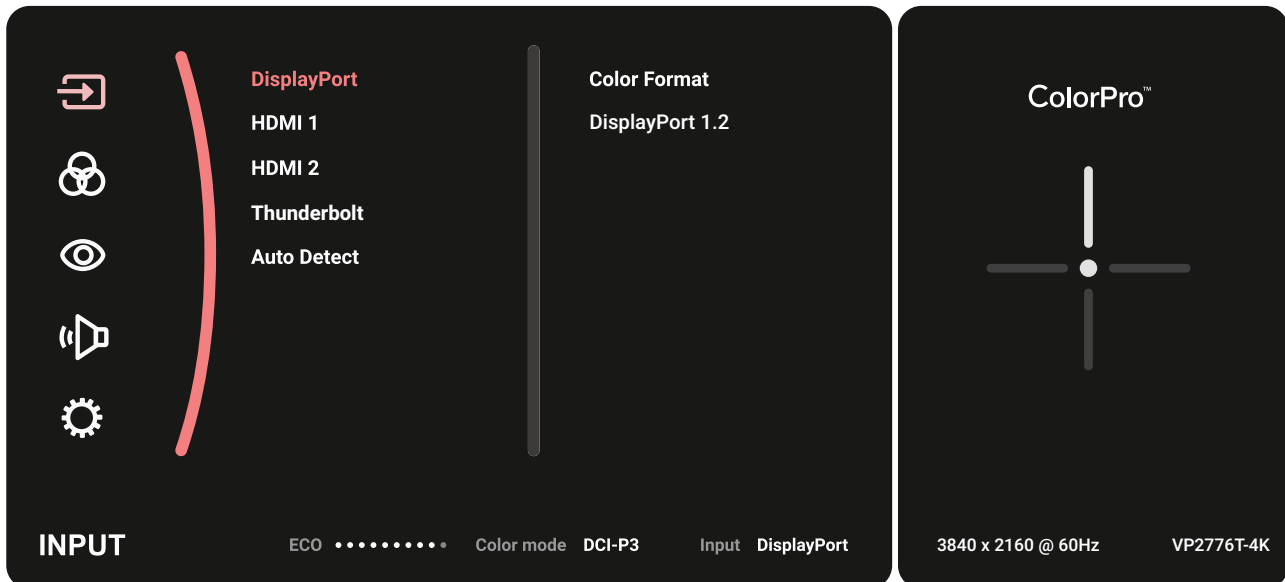 DisplayPort
HDMI 1
HDMI 2
Thunderbolt
Auto Detect
Color Format
DisplayPort 1.2
INPUT
ECO
Color mode DCI-P3
Input DisplayPort
ColorPro™
3840 x 2160 @ 60Hz
VP2776T-4K